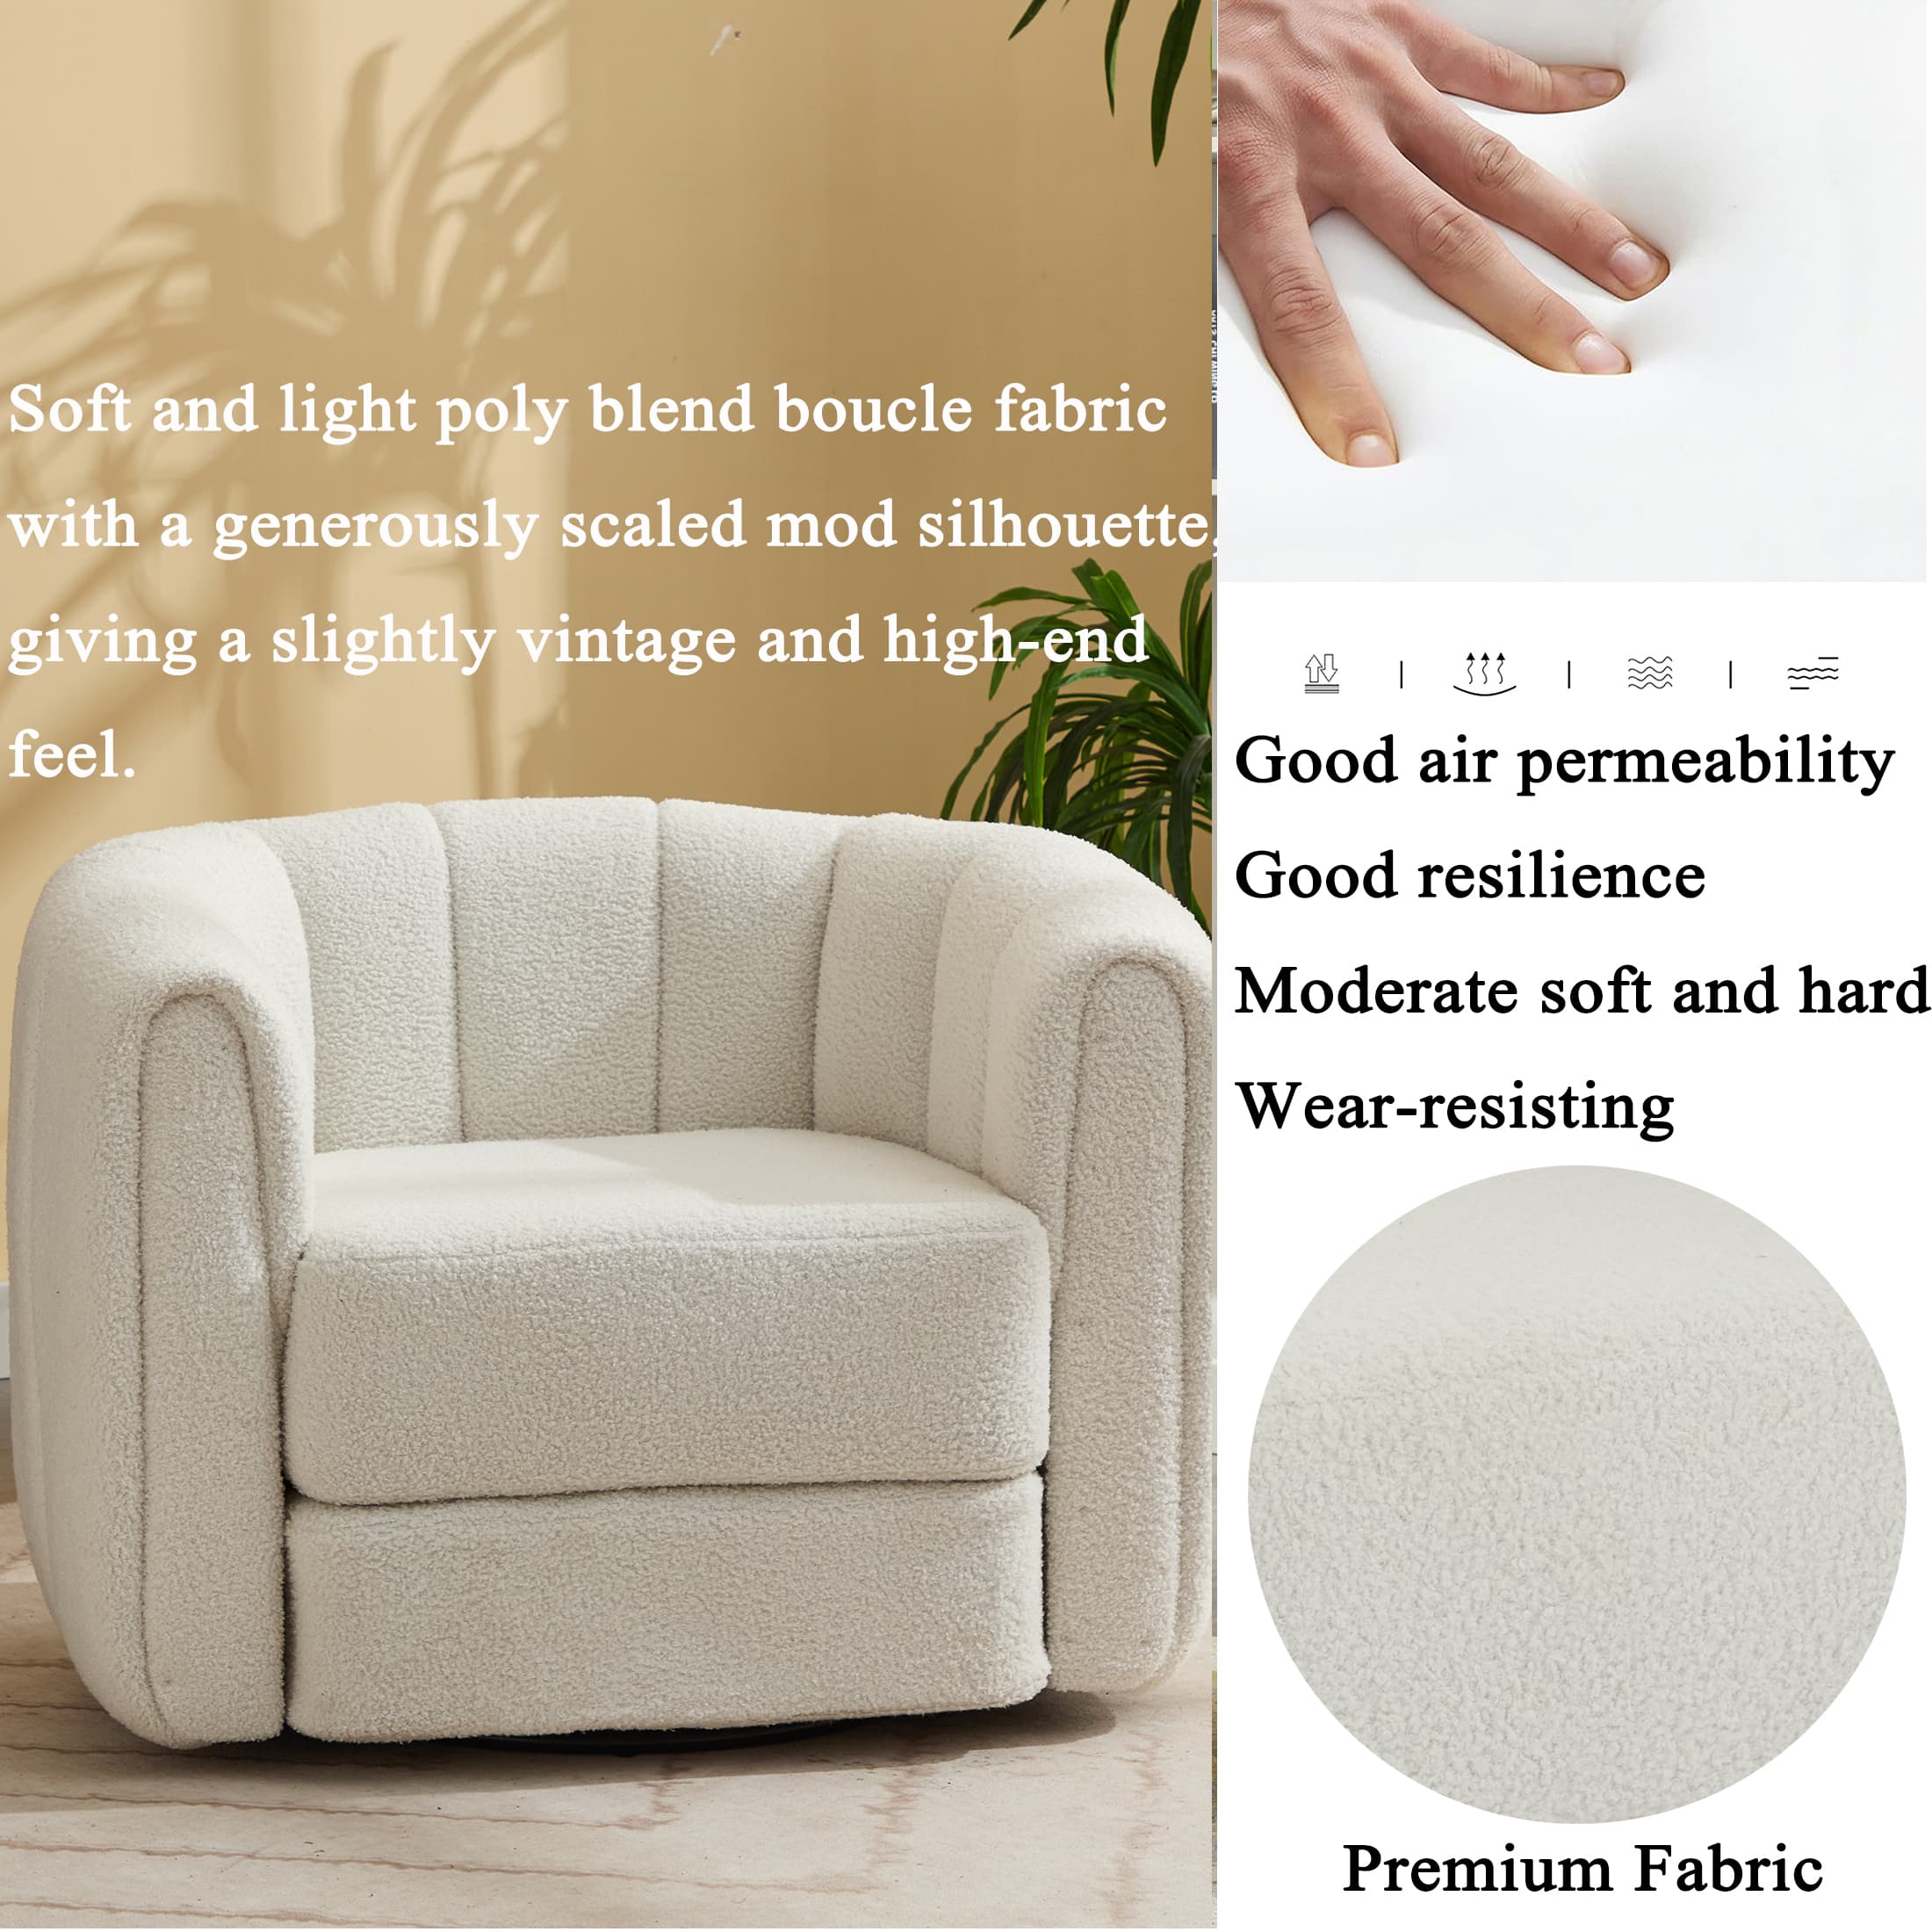 Soft and light poly blend boucle fabric
with a generously scaled mod silhouette,
giving a slightly vintage and high-end
feel.
Good air permeability
Good resilience
Moderate soft and hard
Wear-resisting
Premium Fabric